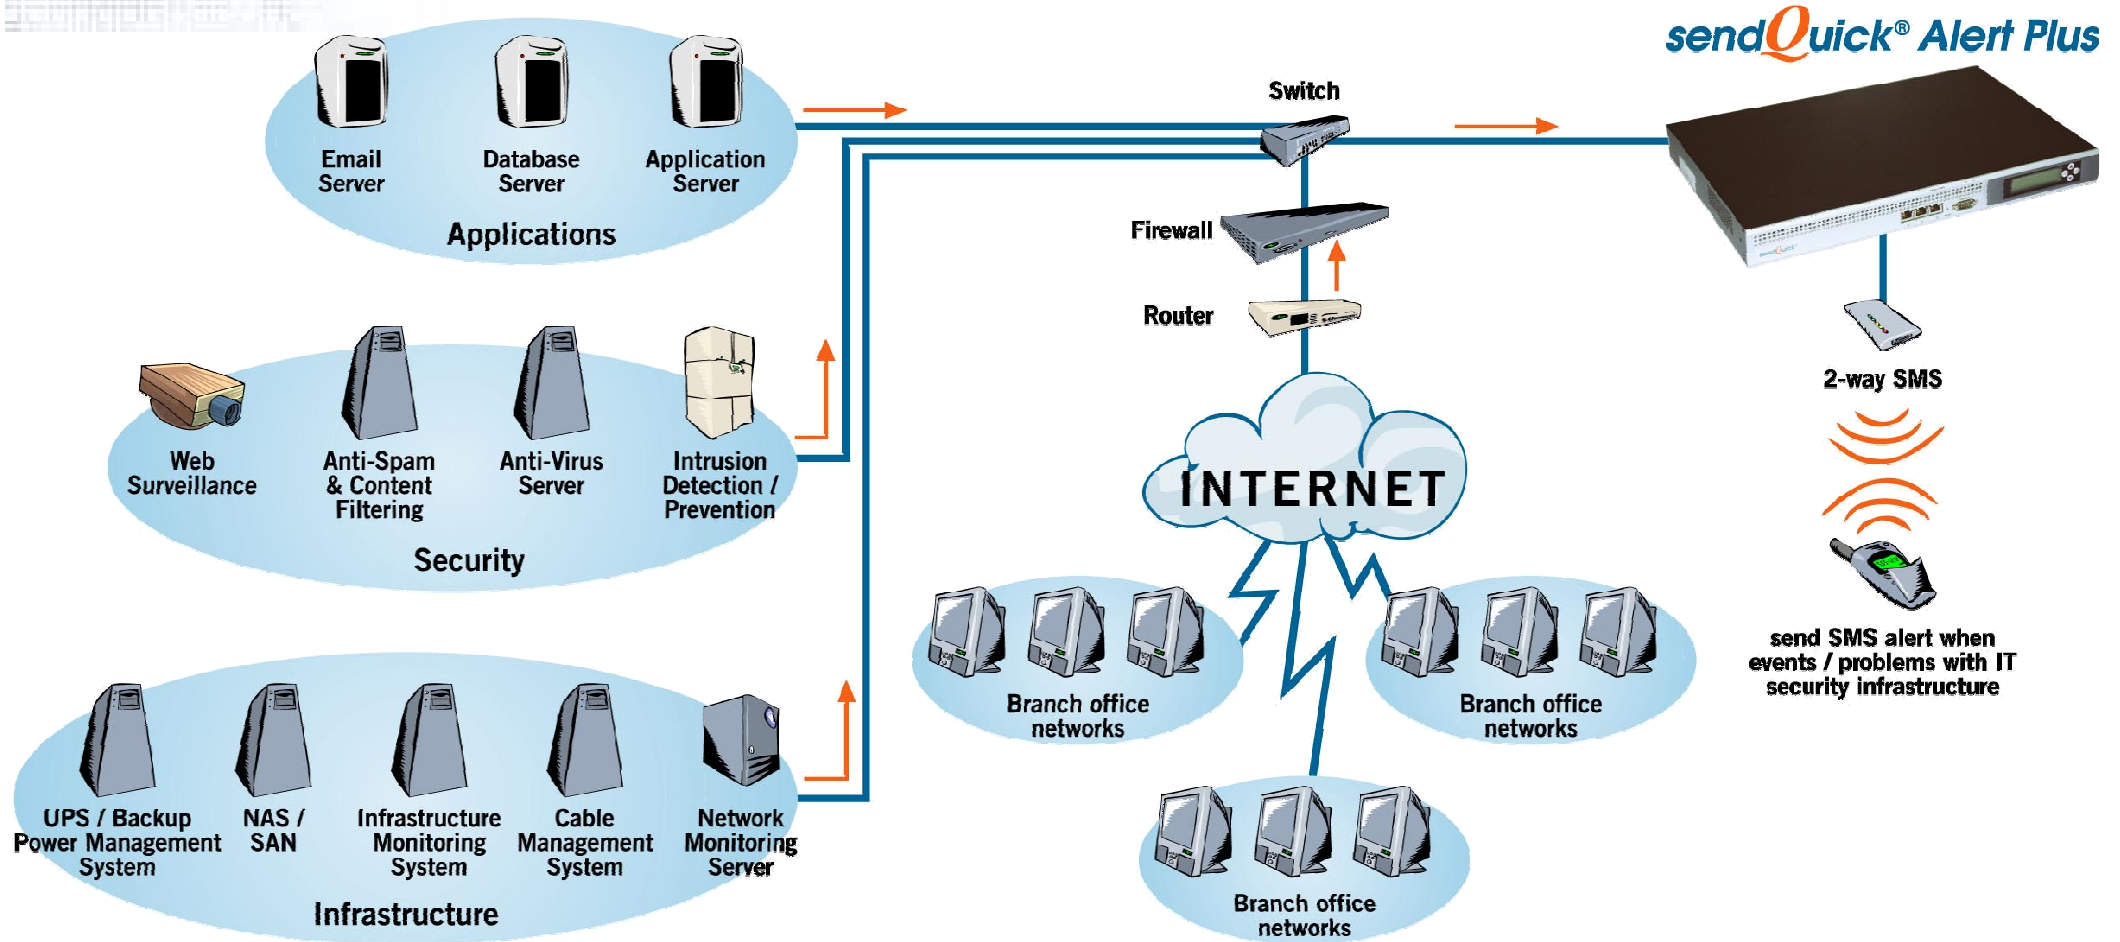 sendQuick® Alert Plus
Switch
Email
Server
Database
Server
Application
Server
Applications
Firewall
Router
2-way SMS
Web
Surveillance
Anti-Spam
& Content
Filtering
Anti-Virus
Server
Intrusion
Detection /
Prevention
Security
INTERNET
send SMS alert when
events / problems with IT
security infrastructure
Branch office
networks
Branch office
networks
UPS / Backup
Power Management
System
NAS /
SAN
Infrastructure
Monitoring
System
Cable
Management
System
Network
Monitoring
Server
Infrastructure
Branch office
networks
sendQuick